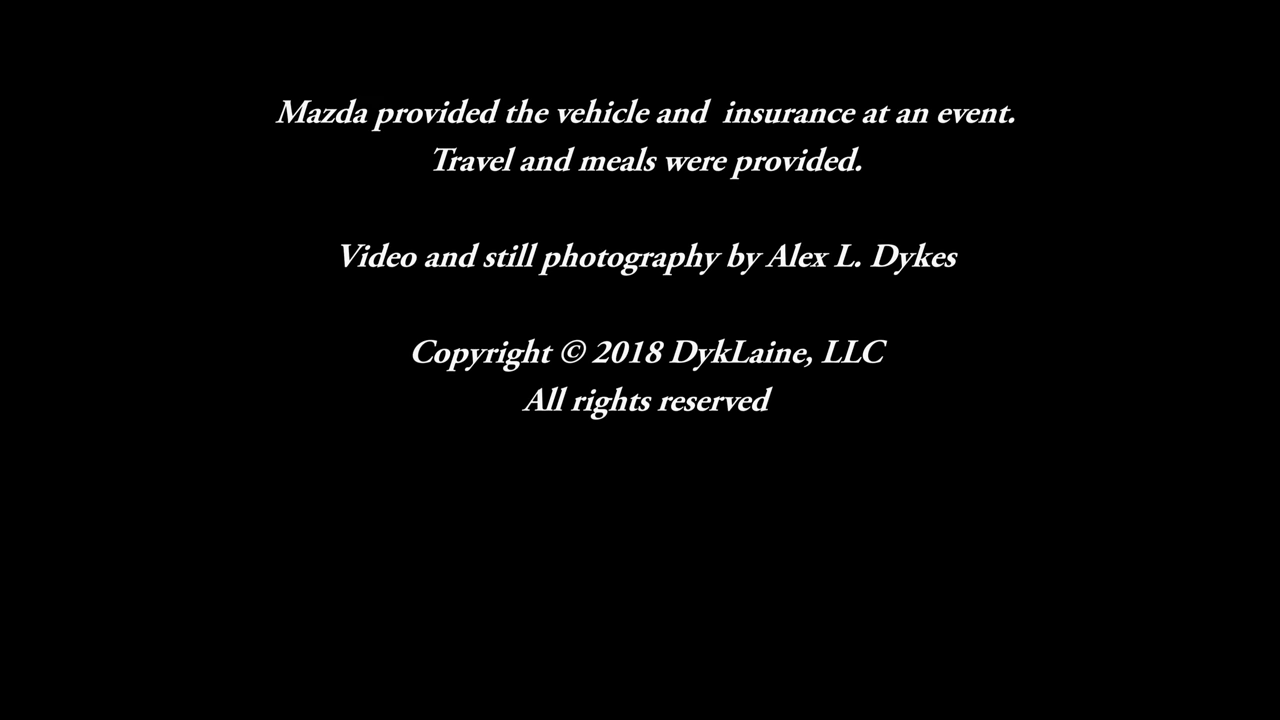 Mazda provided the vehicle and  insurance at an event.
Travel and meals were provided.
Video and still photography by Alex L. Dykes
Copyright © 2018 DykLaine, LLC
All rights reserved